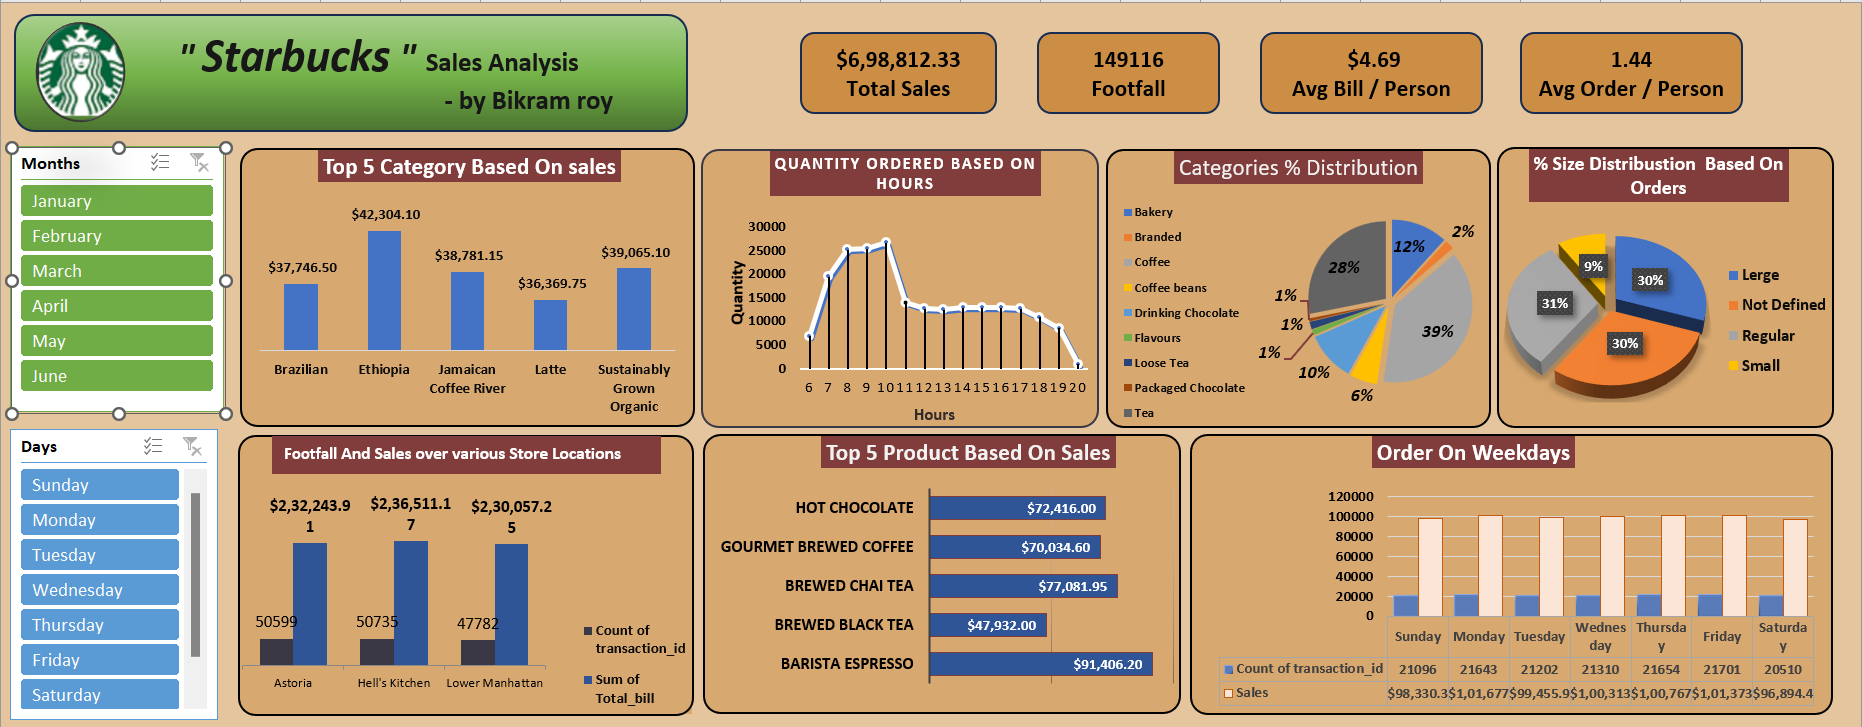 " Starbucks " Sales Analysis
- by Bikram roy
$6,98,812.33
Total Sales
149116
Footfall
$4.69
Avg Bill / Person
1.44
Avg Order / Person
Months
January
February
March
April
May
June
Days
Sunday
Monday
Tuesday
Wednesday
Thursday
Friday
Saturday
Top 5 Category Based On sales
$37,746.50
$42,304.10
$38,781.15
$36,369.75
$39,065.10
Brazilian
Ethiopia
Jamaican
Coffee River
Latte
Sustainably
Grown
Organic
QUANTITY ORDERED BASED ON
HOURS
Quantity
30000
25000
20000
15000
10000
5000
0
6 7 8 9 10 11 12 13 14 15 16 17 18 19 20
Hours
Categories % Distribution
Bakery
Branded
Coffee
Coffee beans
Drinking Chocolate
Flavours
Loose Tea
Packaged Chocolate
Tea
12%
2%
39%
6%
10%
1%
1%
1%
28%
% Size Distribustion Based On
Orders
30%
30%
31%
9%
Lerge
Not Defined
Regular
Small
Footfall And Sales over various Store Locations
$2,32,243.9
1
$2,36,511.1
7
$2,30,057.2
5
50599
50735
47782
Astoria
Hell's Kitchen
Lower Manhattan
Count of
transaction_id
Sum of
Total_bill
Top 5 Product Based On Sales
HOT CHOCOLATE $72,416.00
GOURMET BREWED COFFEE $70,034.60
BREWED CHAI TEA $77,081.95
BREWED BLACK TEA $47,932.00
BARISTA ESPRESSO $91,406.20
Order On Weekdays
120000
100000
80000
60000
40000
20000
0
Sunday
Monday
Tuesday
Wednes
day
Thursda
y
Friday
Saturda
y
Count of transaction_id 21096 21643 21202 21310 21654 21701 20510
Sales $98,330.3 $1,01,677 $99,455.9 $1,00,313 $1,00,767 $1,01,373 $96,894.4